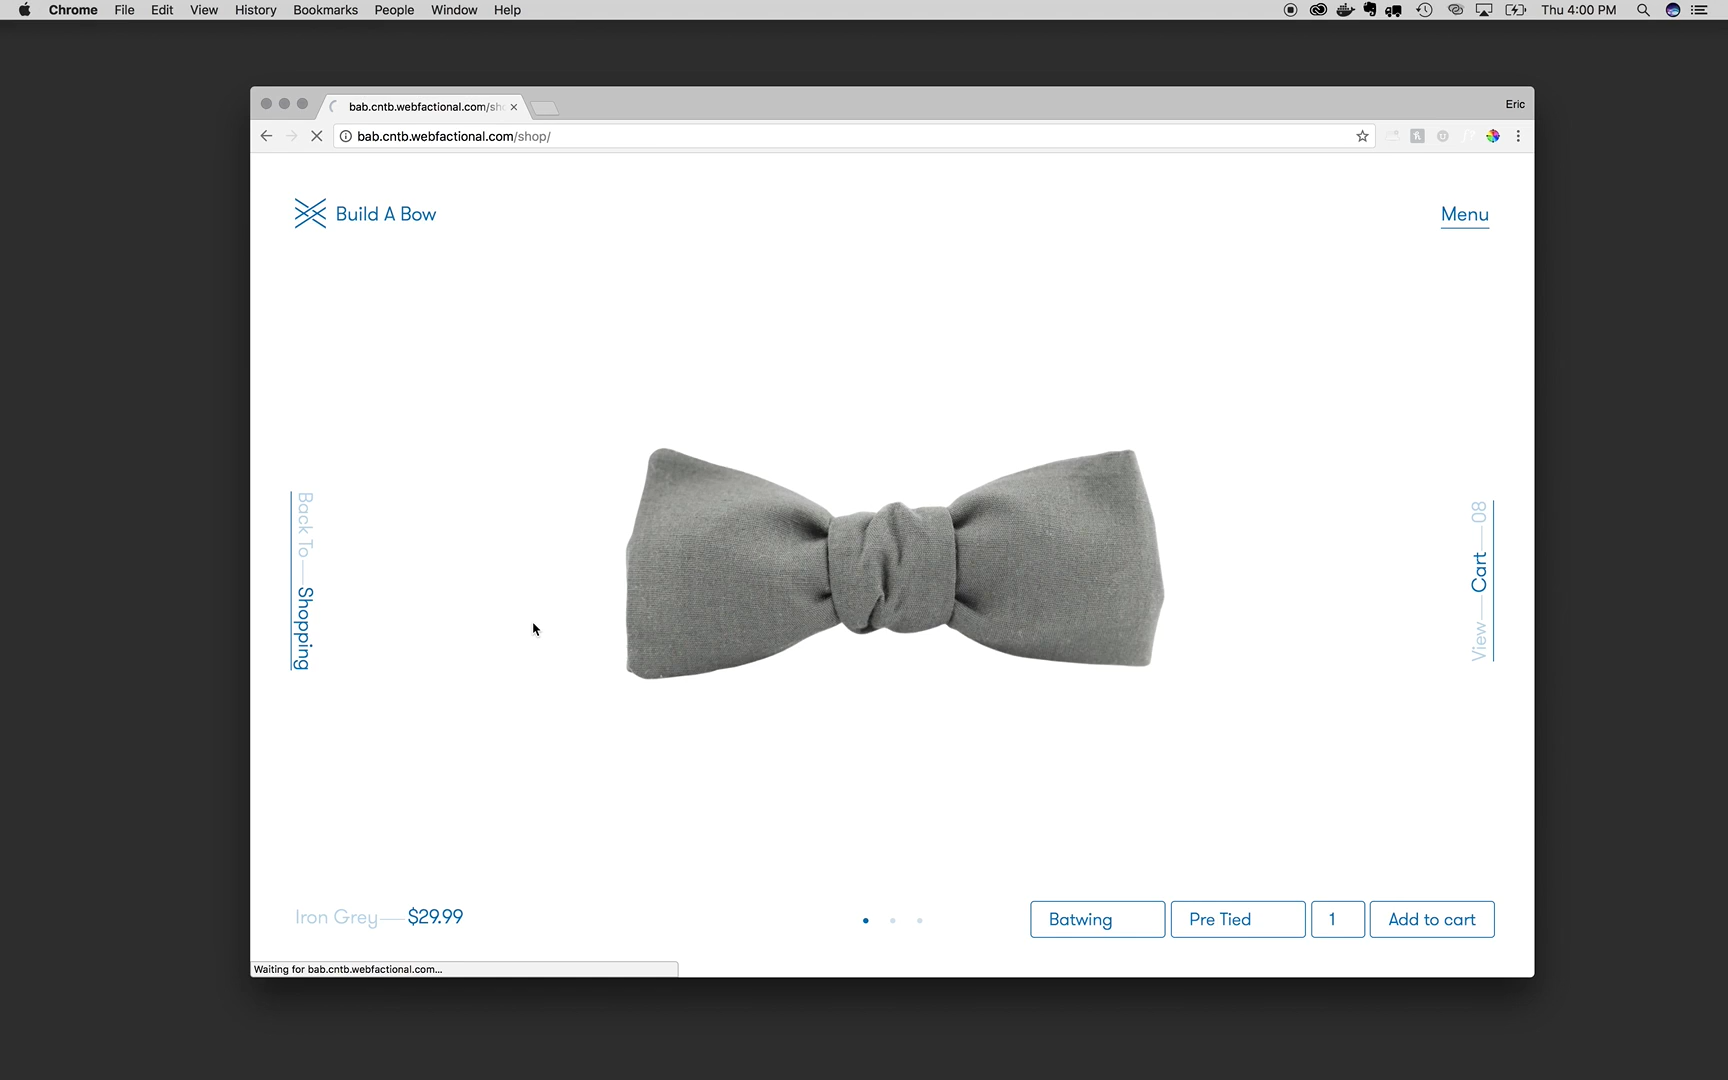 Chrome File Edit View History Bookmarks People Window Help Thu 4:00 PM
bab.cntb.webfactional.com/sh
Eric
bab.cntb.webfactional.com/shop/
Build A Bow
Menu
Back To—Shopping
View—Cart—08
Iron Grey—$29.99
Batwing
Pre Tied
1
Add to cart
Waiting for bab.cntb.webfactional.com...